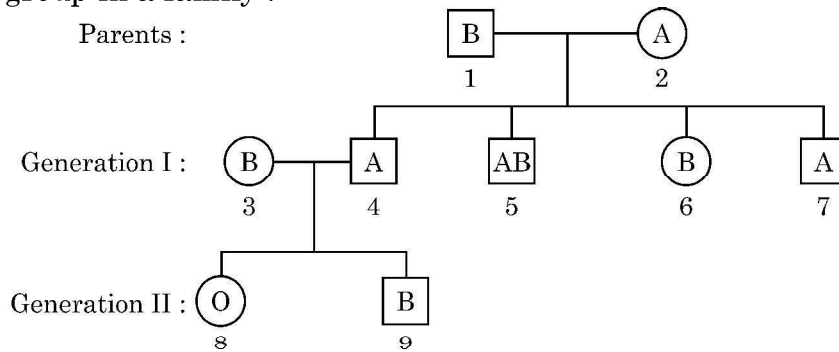 group in a family :
Parents : B A
1 2
Generation I : B A AB B A
3 4 5 6 7
Generation II : O B
8 9